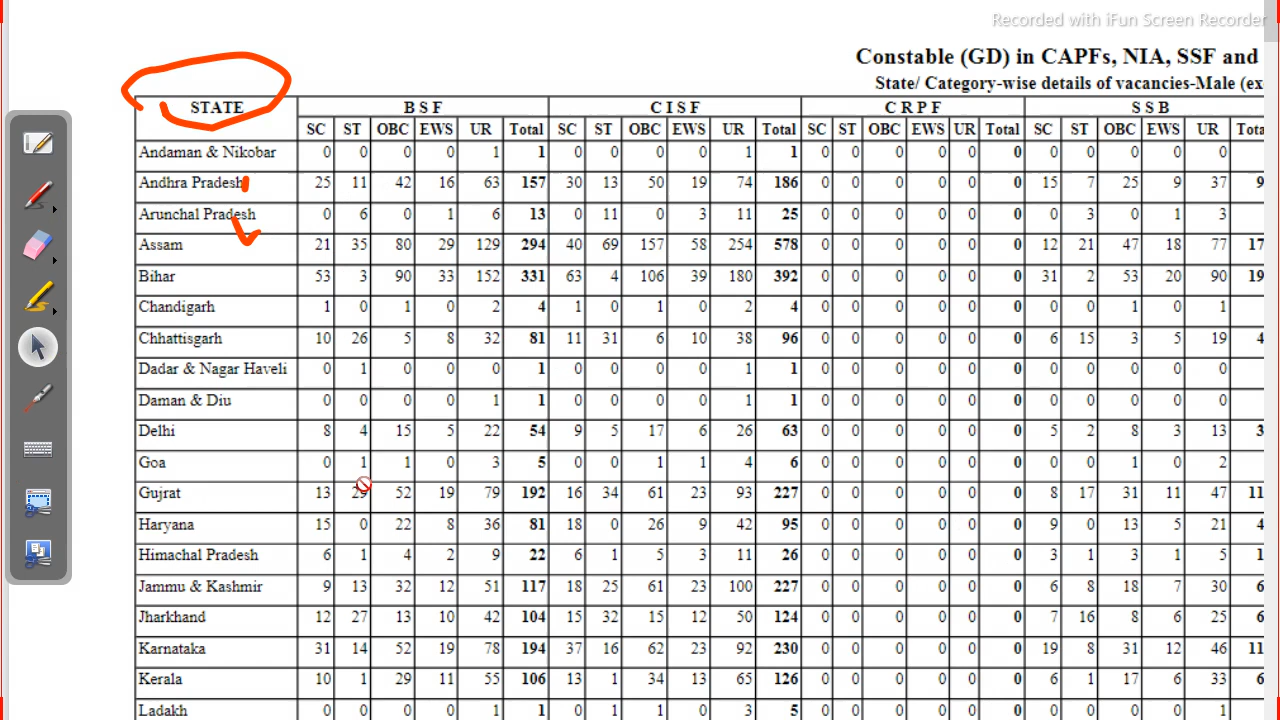 Recorded with iFun Screen Recorder
Constable (GD) in CAPFs, NIA, SSF and
State/ Category-wise details of vacancies-Male (ex
STATE BSF CISF CRPF SSB
SC ST OBC EWS UR Total SC ST OBC EWS UR Total SC ST OBC EWS UR Total SC ST OBC EWS UR Tota
Andaman & Nikobar 0 0 0 0 1 1 0 0 0 0 1 1 0 0 0 0 0 0 0 0 0 0 0
Andhra Pradesh 25 11 42 16 63 157 30 13 50 19 74 186 0 0 0 0 0 0 15 7 25 9 37 9
Arunchal Pradesh 0 6 0 1 6 13 0 11 0 3 11 25 0 0 0 0 0 0 0 3 0 1 3
Assam 21 35 80 29 129 294 40 69 157 58 254 578 0 0 0 0 0 0 12 21 47 18 77 17
Bihar 53 3 90 33 152 331 63 4 106 39 180 392 0 0 0 0 0 0 31 2 53 20 90 19
Chandigarh 1 0 1 0 2 4 1 0 1 0 2 4 0 0 0 0 0 0 0 0 1 0 1
Chhattisgarh 10 26 5 8 32 81 11 31 6 10 38 96 0 0 0 0 0 0 6 15 3 5 19 4
Dadar & Nagar Haveli 0 1 0 0 0 1 0 0 0 0 1 1 0 0 0 0 0 0 0 0 0 0 0
Daman & Diu 0 0 0 0 1 1 0 0 0 0 1 1 0 0 0 0 0 0 0 0 0 0 0
Delhi 8 4 15 5 22 54 9 5 17 6 26 63 0 0 0 0 0 0 5 2 8 3 13 3
Goa 0 1 1 0 3 5 0 0 1 1 4 6 0 0 0 0 0 0 0 0 1 0 2
Gujrat 13 29 52 19 79 192 16 34 61 23 93 227 0 0 0 0 0 0 8 17 31 11 47 11
Haryana 15 0 22 8 36 81 18 0 26 9 42 95 0 0 0 0 0 0 9 0 13 5 21 4
Himachal Pradesh 6 1 4 2 9 22 6 1 5 3 11 26 0 0 0 0 0 0 3 1 3 1 5 1
Jammu & Kashmir 9 13 32 12 51 117 18 25 61 23 100 227 0 0 0 0 0 0 6 8 18 7 30 6
Jharkhand 12 27 13 10 42 104 15 32 15 12 50 124 0 0 0 0 0 0 7 16 8 6 25 6
Karnataka 31 14 52 19 78 194 37 16 62 23 92 230 0 0 0 0 0 0 19 8 31 12 46 11
Kerala 10 1 29 11 55 106 13 1 34 13 65 126 0 0 0 0 0 0 6 1 17 6 33 6
Ladakh 0 0 0 0 1 1 0 1 1 0 3 5 0 0 0 0 0 0 0 0 0 0 1